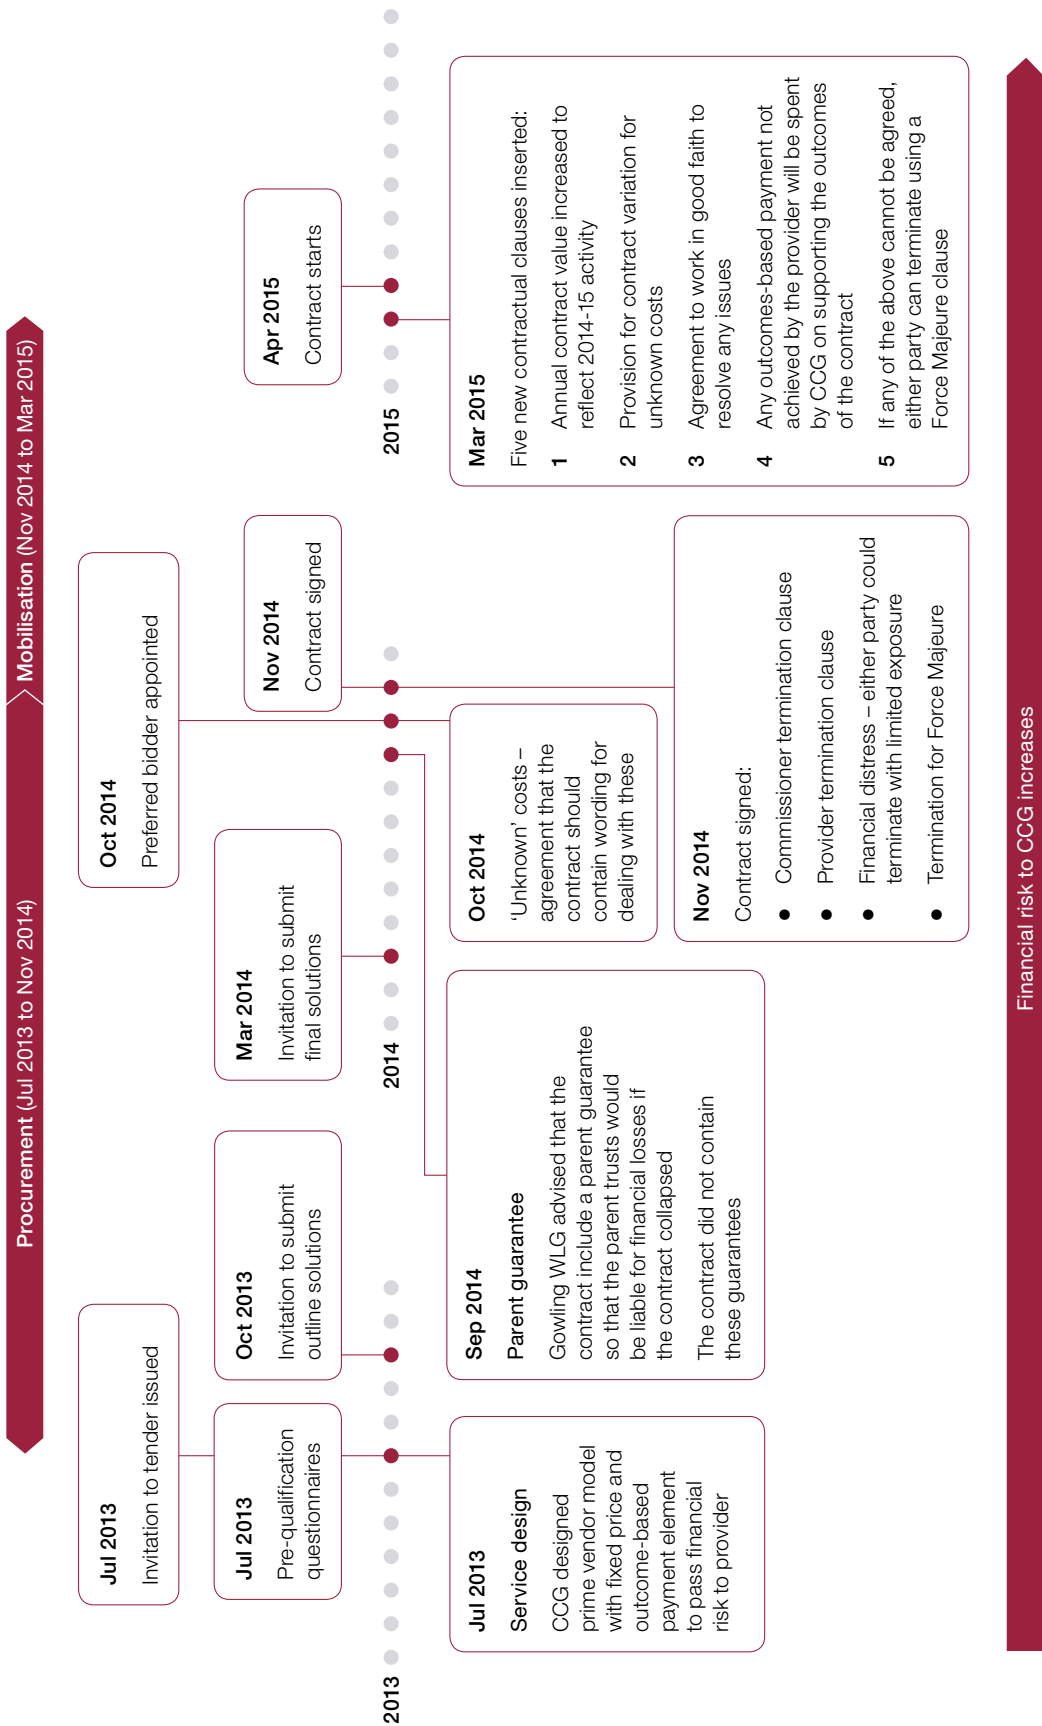 Procurement (Jul 2013 to Nov 2014)
Mobilisation (Nov 2014 to Mar 2015)
Jul 2013
Invitation to tender issued
Oct 2014
Preferred bidder appointed
Jul 2013
Pre-qualification
questionnaires
Oct 2013
Invitation to submit
outline solutions
Mar 2014
Invitation to submit
final solutions
Nov 2014
Contract signed
Apr 2015
Contract starts
2013
2014
2015
Jul 2013
Service design
CCG designed
prime vendor model
with fixed price and
outcome-based
payment element
to pass financial
risk to provider
Sep 2014
Parent guarantee
Gowling WLG advised that the
contract include a parent guarantee
so that the parent trusts would
be liable for financial losses if
the contract collapsed
The contract did not contain
these guarantees
Oct 2014
‘Unknown’ costs –
agreement that the
contract should
contain wording for
dealing with these
Nov 2014
Contract signed:
● Commissioner termination clause
● Provider termination clause
● Financial distress – either party could
terminate with limited exposure
● Termination for Force Majeure
Mar 2015
Five new contractual clauses inserted:
1 Annual contract value increased to
reflect 2014-15 activity
2 Provision for contract variation for
unknown costs
3 Agreement to work in good faith to
resolve any issues
4 Any outcomes-based payment not
achieved by the provider will be spent
by CCG on supporting the outcomes
of the contract
5 If any of the above cannot be agreed,
either party can terminate using a
Force Majeure clause
Financial risk to CCG increases